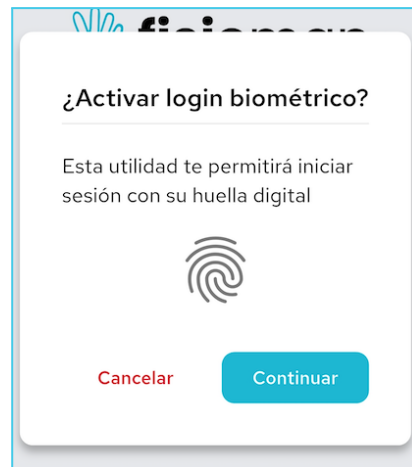 ¿Activar login biométrico?
Esta utilidad te permitirá iniciar
sesión con su huella digital
Cancelar
Continuar